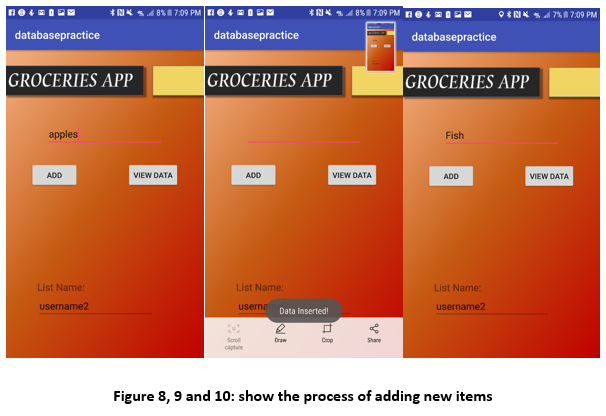 8% 7:09 PM
databasepractice
GROCERIES APP
apples
ADD
VIEW DATA
List Name:
username2
8% 7:09 PM
databasepractice
GROCERIES APP
ADD
VIEW DATA
List Name:
userna
Data Inserted!
Scroll capture
Draw
Crop
Share
7% 7:09 PM
databasepractice
GROCERIES APP
Fish
ADD
VIEW DATA
List Name:
username2
Figure 8, 9 and 10: show the process of adding new items